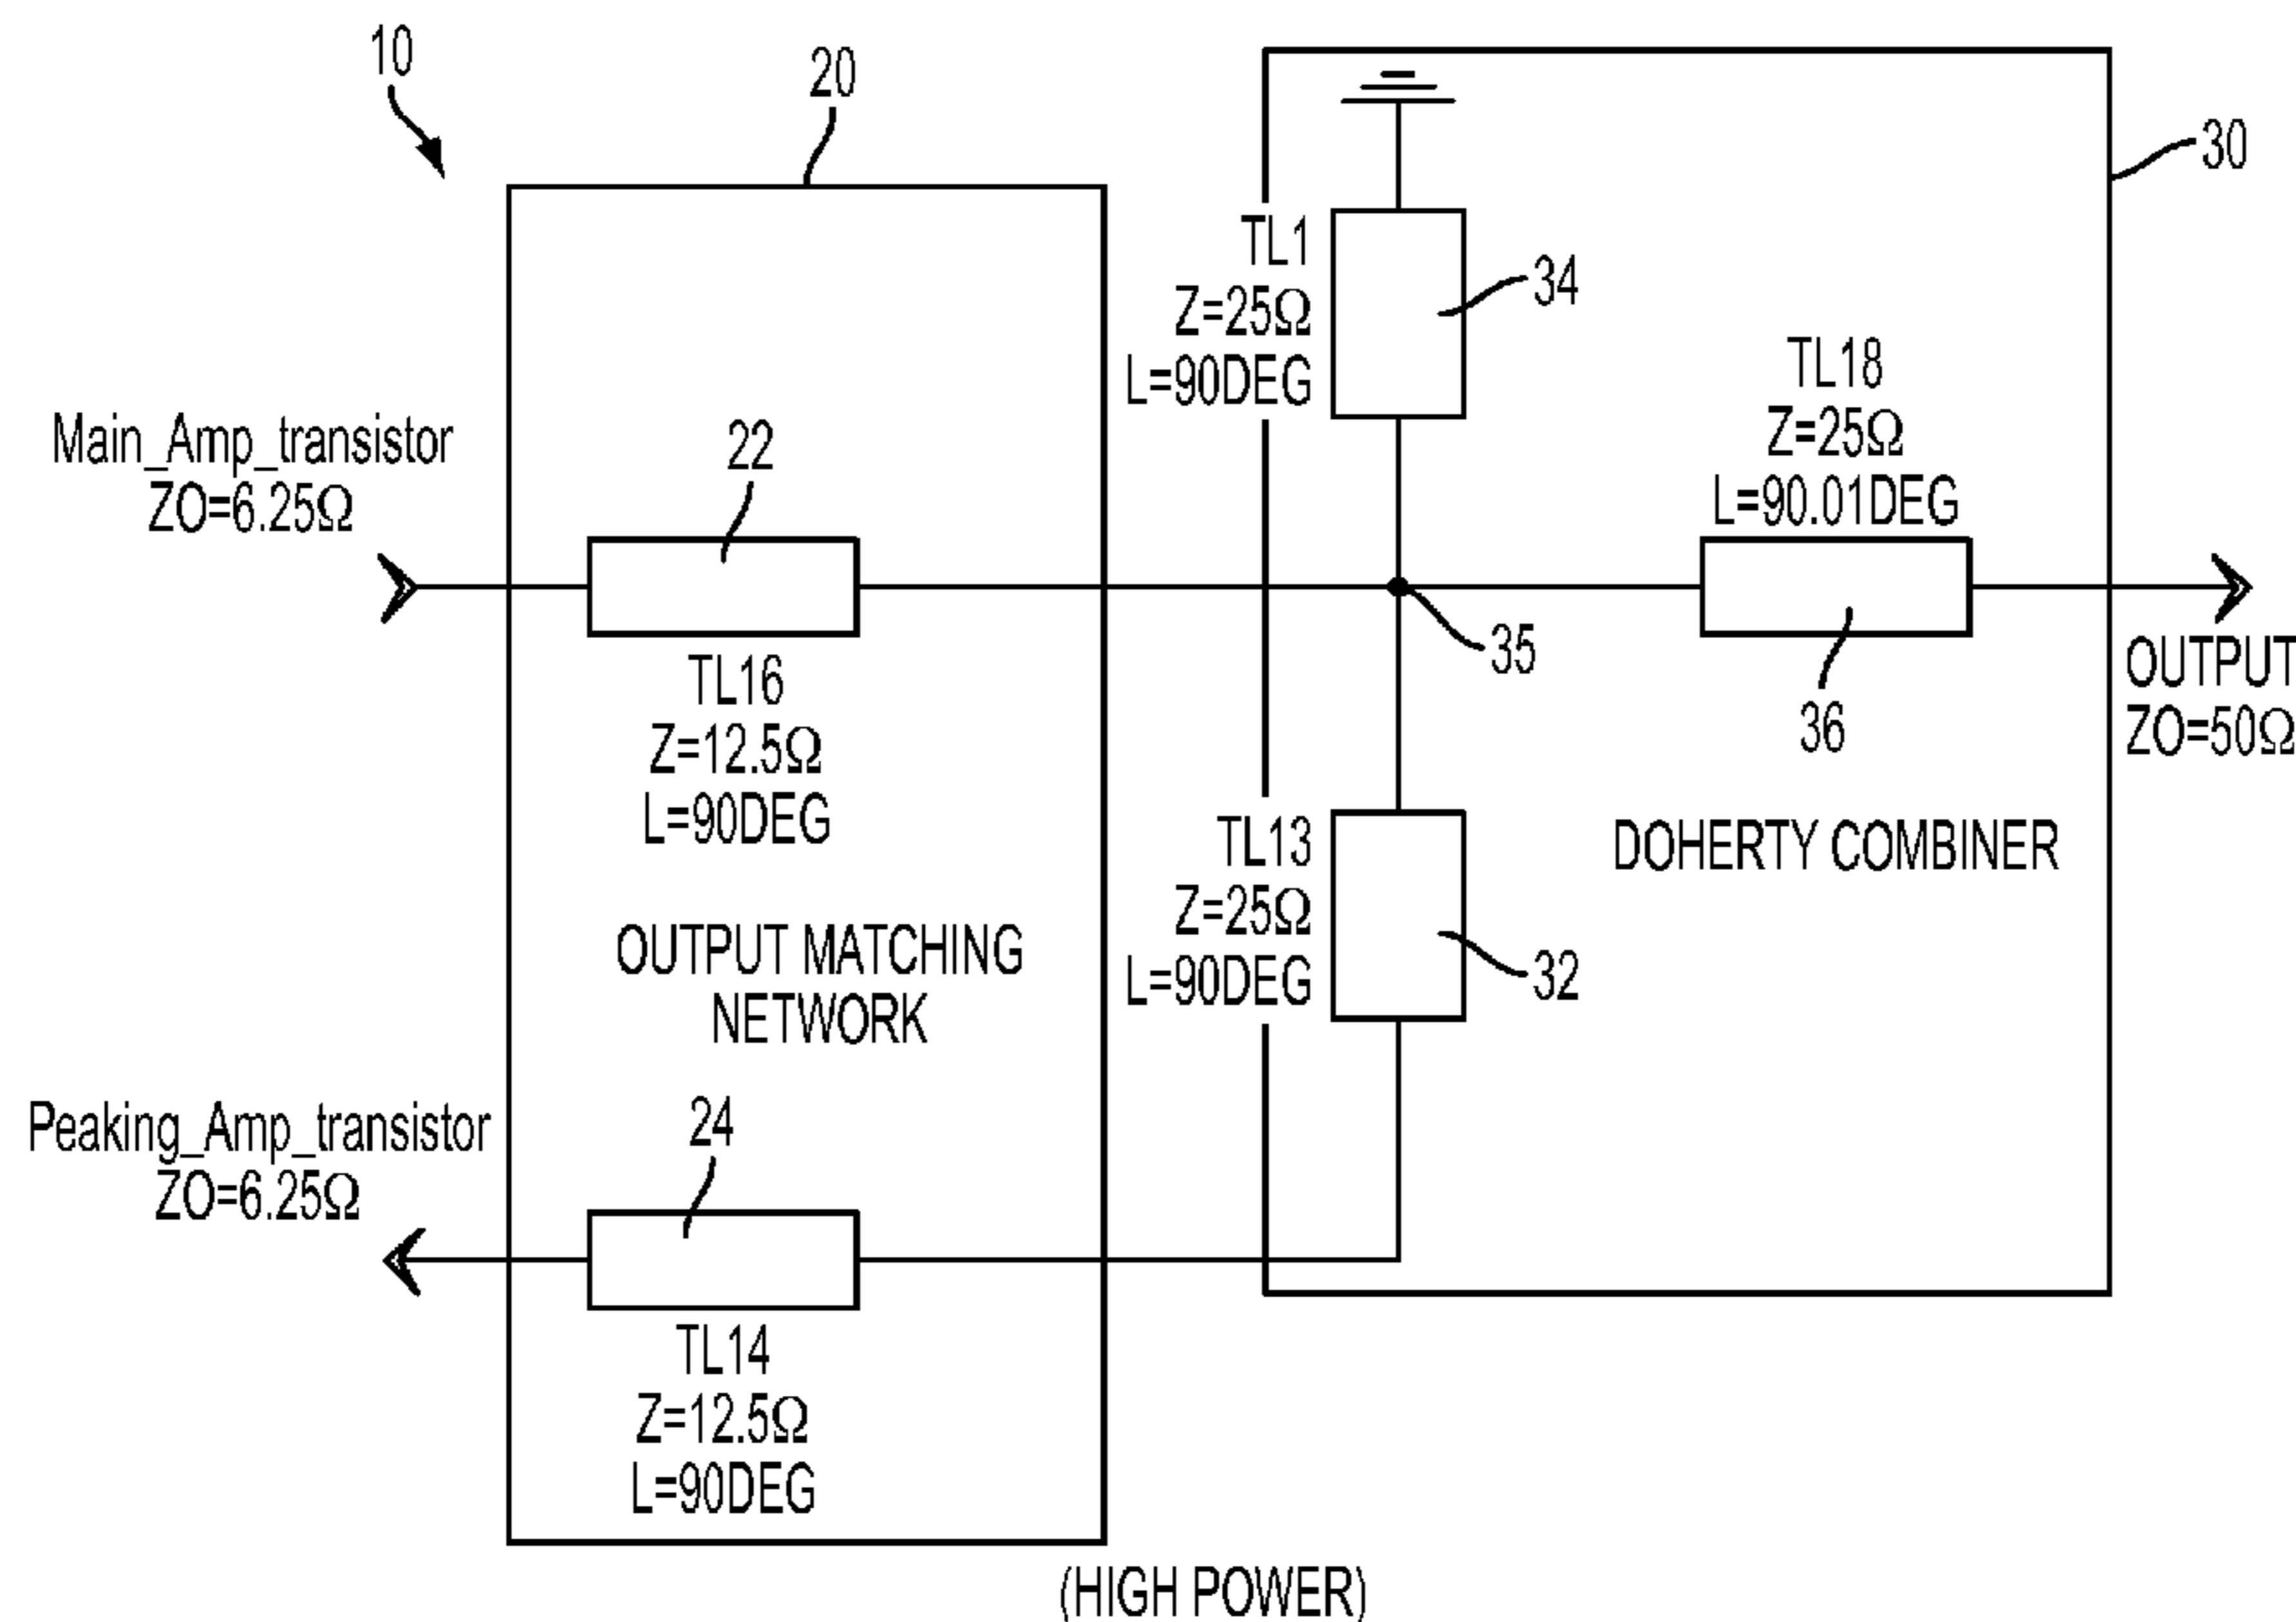 10
20
30
TL1
Z=25Ω
L=90DEG
34
TL18
Z=25Ω
L=90.01DEG
Main_Amp_transistor
ZO=6.25Ω
22
35
36
OUTPUT
ZO=50Ω
TL16
Z=12.5Ω
L=90DEG
TL13
Z=25Ω
L=90DEG
32
DOHERTY COMBINER
OUTPUT MATCHING
NETWORK
Peaking_Amp_transistor
ZO=6.25Ω
24
TL14
Z=12.5Ω
L=90DEG
(HIGH POWER)